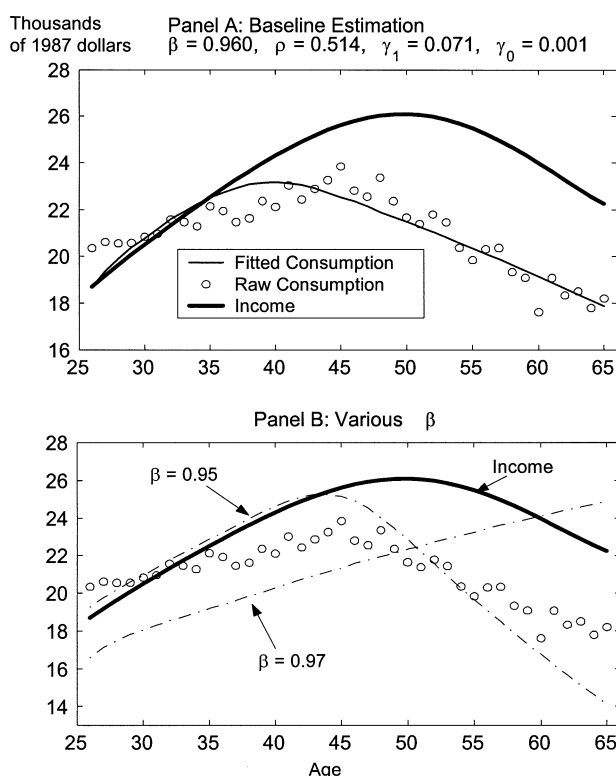 Thousands
of 1987 dollars
Panel A: Baseline Estimation
β = 0.960, ρ = 0.514, γ1 = 0.071, γ0 = 0.001
28
26
24
22
20
18
16
Fitted Consumption
Raw Consumption
Income
25 30 35 40 45 50 55 60 65
Panel B: Various β
28
26
24
22
20
18
16
14
β = 0.95
Income
β = 0.97
25 30 35 40 45 50 55 60 65
Age